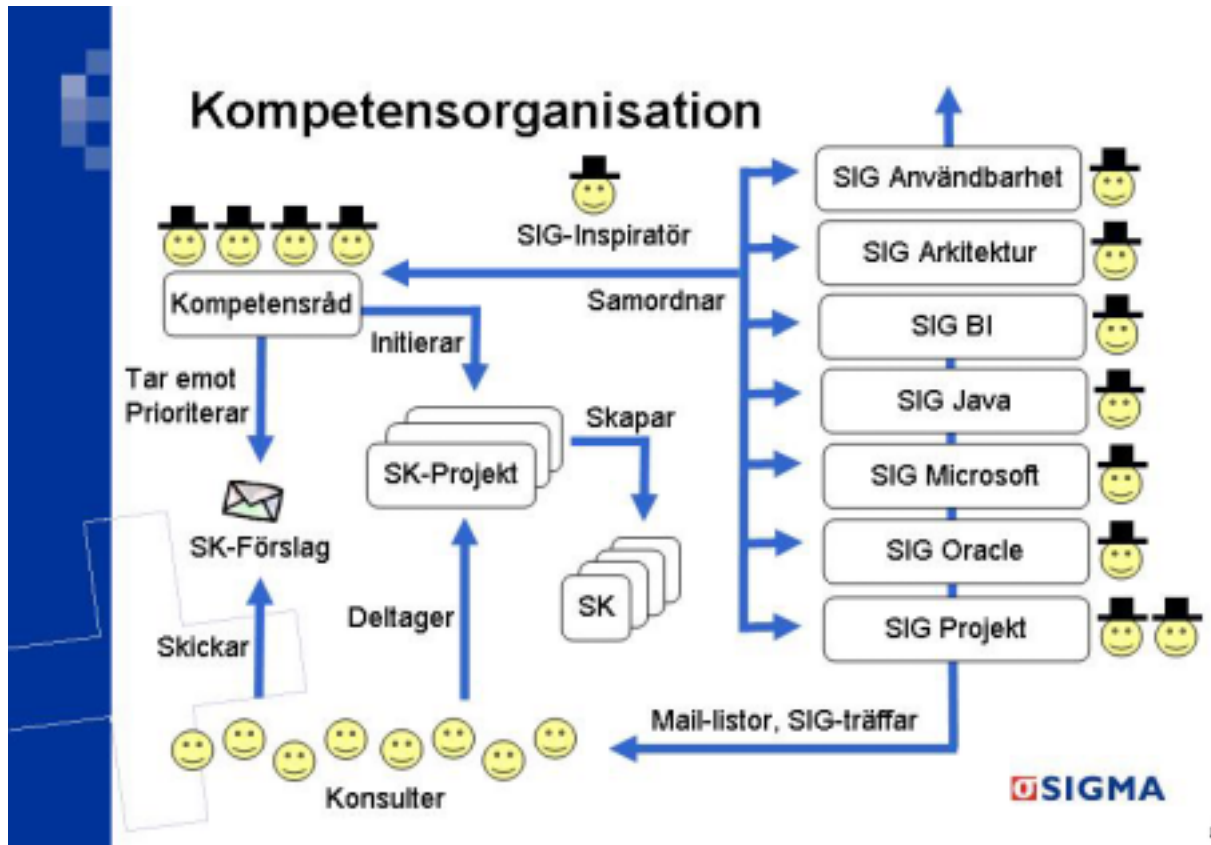 Kompetensorganisation
SIG-Inspiratör
Kompetensråd
Samordnar
Initierar
Tar emot
Prioriterar
SK-Projekt
Skapar
SK-Förslag
SK
Deltager
Skickar
Konsulter
Mail-listor, SIG-träffar
SIG Användbarhet
SIG Arkitektur
SIG BI
SIG Java
SIG Microsoft
SIG Oracle
SIG Projekt
SIGMA